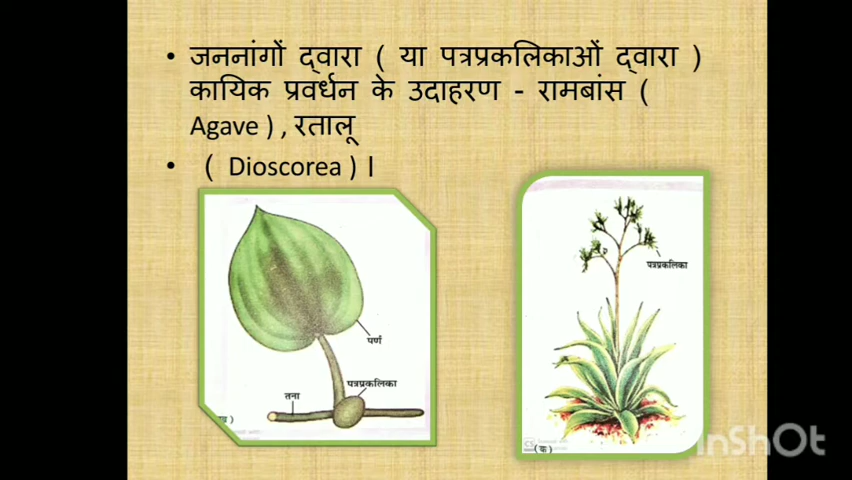 • जननांगों द्वारा ( या पत्रप्रकलिकाओं द्वारा )
कायिक प्रवर्धन के उदाहरण - रामबांस (
Agave ) , रतालू
• ( Dioscorea ) ।
पर्ण
पत्रप्रकलिका
तना
पत्रप्रकलिका
(क)
InShOt